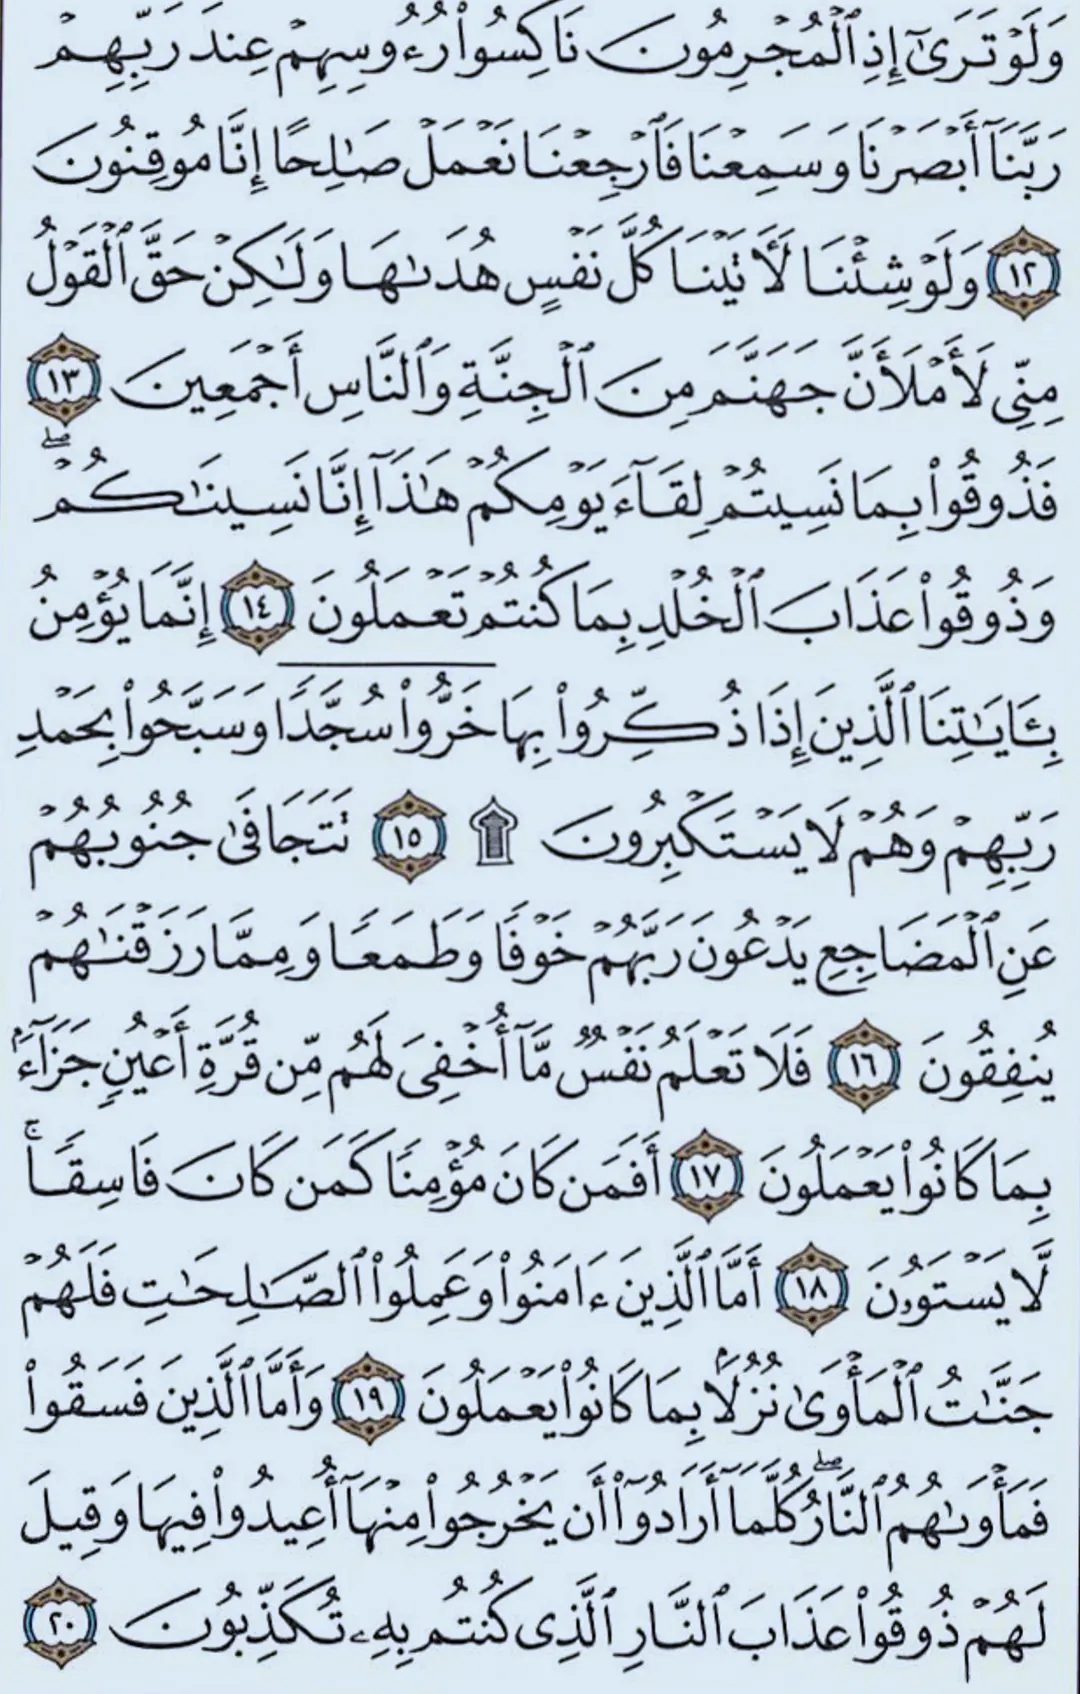 وَلَوْ تَرَىٰٓ إِذِ ٱلْمُجْرِمُونَ نَاكِسُوا۟ رُءُوسِهِمْ عِندَ رَبِّهِمْ
رَبَّنَآ أَبْصَرْنَا وَسَمِعْنَا فَٱرْجِعْنَا نَعْمَلْ صَٰلِحًا إِنَّا مُوقِنُونَ
١٢ وَلَوْ شِئْنَا لَأٓتَيْنَا كُلَّ نَفْسٍ هُدَىٰهَا وَلَٰكِنْ حَقَّ ٱلْقَوْلُ
مِنِّى لَأَمْلَأَنَّ جَهَنَّمَ مِنَ ٱلْجِنَّةِ وَٱلنَّاسِ أَجْمَعِينَ ١٣
فَذُوقُوا۟ بِمَا نَسِيتُمْ لِقَآءَ يَوْمِكُمْ هَٰذَآ إِنَّا نَسِينَٰكُمْ ۖ
وَذُوقُوا۟ عَذَابَ ٱلْخُلْدِ بِمَا كُنتُمْ تَعْمَلُونَ ١٤ إِنَّمَا يُؤْمِنُ
بِـَٔايَٰتِنَا ٱلَّذِينَ إِذَا ذُكِّرُوا۟ بِهَا خَرُّوا۟ سُجَّدًا وَسَبَّحُوا۟ بِحَمْدِ
رَبِّهِمْ وَهُمْ لَا يَسْتَكْبِرُونَ ۩ ١٥ تَتَجَافَىٰ جُنُوبُهُمْ
عَنِ ٱلْمَضَاجِعِ يَدْعُونَ رَبَّهُمْ خَوْفًا وَطَمَعًا وَمِمَّا رَزَقْنَٰهُمْ
يُنفِقُونَ ١٦ فَلَا تَعْلَمُ نَفْسٌ مَّآ أُخْفِىَ لَهُم مِّن قُرَّةِ أَعْيُنٍ جَزَآءًۢ
بِمَا كَانُوا۟ يَعْمَلُونَ ١٧ أَفَمَن كَانَ مُؤْمِنًا كَمَن كَانَ فَاسِقًا ۚ
لَّا يَسْتَوُۥنَ ١٨ أَمَّا ٱلَّذِينَ ءَامَنُوا۟ وَعَمِلُوا۟ ٱلصَّٰلِحَٰتِ فَلَهُمْ
جَنَّٰتُ ٱلْمَأْوَىٰ نُزُلًۢا بِمَا كَانُوا۟ يَعْمَلُونَ ١٩ وَأَمَّا ٱلَّذِينَ فَسَقُوا۟
فَمَأْوَىٰهُمُ ٱلنَّارُ ۖ كُلَّمَآ أَرَادُوٓا۟ أَن يَخْرُجُوا۟ مِنْهَآ أُعِيدُوا۟ فِيهَا وَقِيلَ
لَهُمْ ذُوقُوا۟ عَذَابَ ٱلنَّارِ ٱلَّذِى كُنتُم بِهِۦ تُكَذِّبُونَ ٢٠